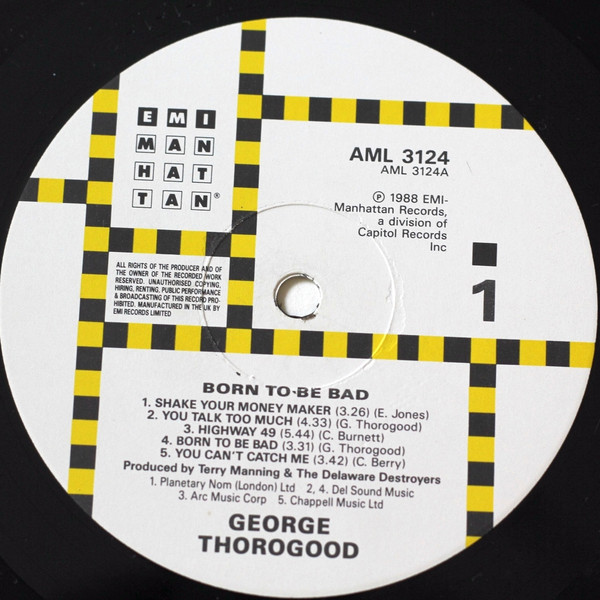 EMI
MAN
HAT
TAN®
AML 3124
AML 3124A
℗ 1988 EMI-
Manhattan Records,
a division of
Capitol Records
Inc
1
ALL RIGHTS OF THE PRODUCER AND OF
THE OWNER OF THE RECORDED WORK
RESERVED. UNAUTHORISED COPYING,
HIRING, RENTING, PUBLIC PERFORMANCE
& BROADCASTING OF THIS RECORD PRO-
HIBITED. MANUFACTURED IN THE UK BY
EMI RECORDS LIMITED
BORN TO·BE BAD
1. SHAKE YOUR MONEY MAKER (3.26) (E. Jones)
2. YOU TALK TOO MUCH (4.33) (G. Thorogood)
3. HIGHWAY 49 (5.44) (C. Burnett)
4. BORN TO BE BAD (3.31) (G. Thorogood)
5. YOU CAN'T CATCH ME (3.42) (C. Berry)
Produced by Terry Manning & The Delaware Destroyers
1. Planetary Nom (London) Ltd 2, 4. Del Sound Music
3. Arc Music Corp 5. Chappell Music Ltd
GEORGE
THOROGOOD